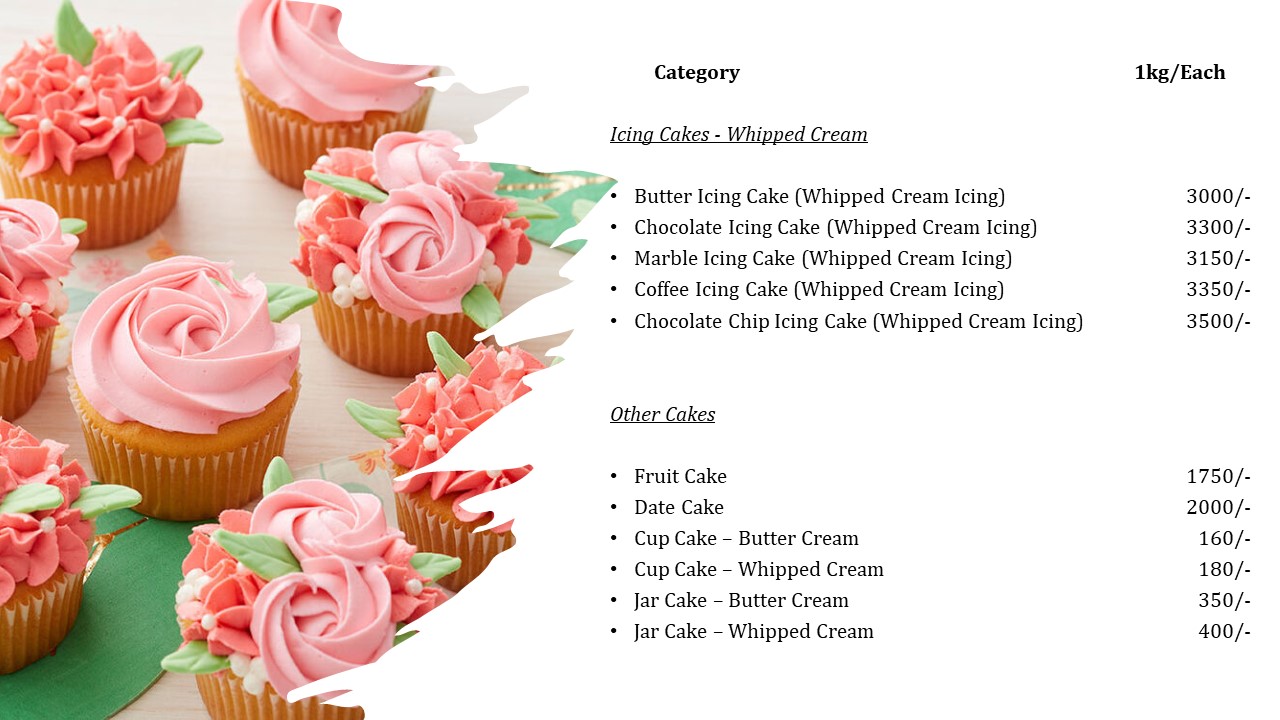 Category 1kg/Each
Icing Cakes - Whipped Cream
• Butter Icing Cake (Whipped Cream Icing) 3000/-
• Chocolate Icing Cake (Whipped Cream Icing) 3300/-
• Marble Icing Cake (Whipped Cream Icing) 3150/-
• Coffee Icing Cake (Whipped Cream Icing) 3350/-
• Chocolate Chip Icing Cake (Whipped Cream Icing) 3500/-
Other Cakes
• Fruit Cake 1750/-
• Date Cake 2000/-
• Cup Cake – Butter Cream 160/-
• Cup Cake – Whipped Cream 180/-
• Jar Cake – Butter Cream 350/-
• Jar Cake – Whipped Cream 400/-